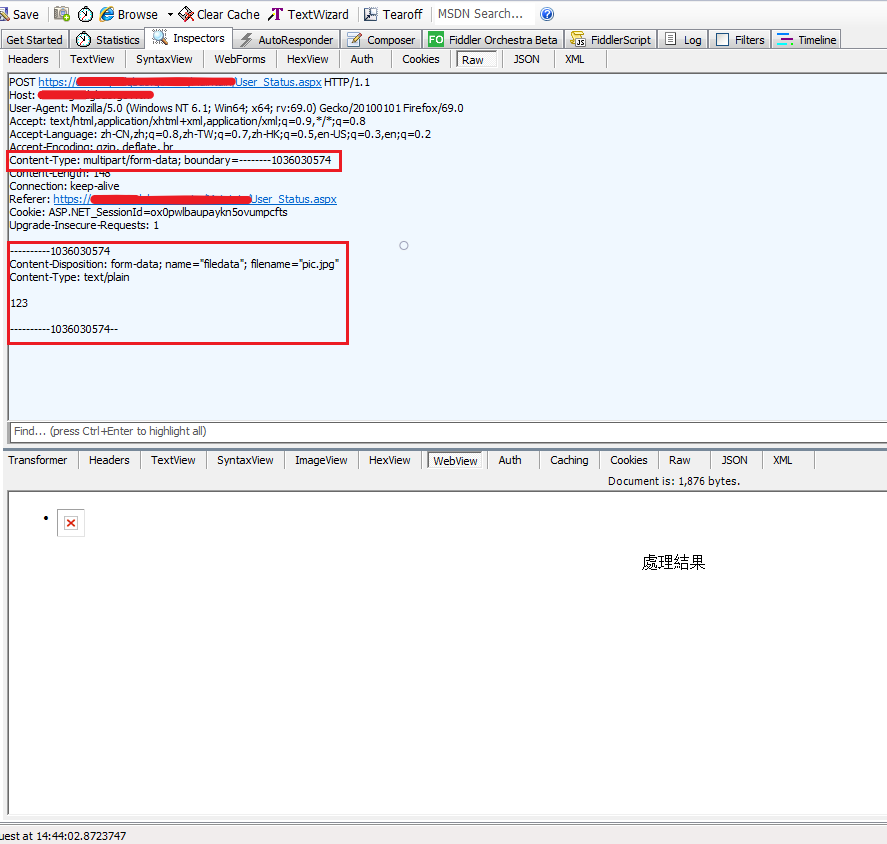 Save Browse Clear Cache TextWizard Tearoff MSDN Search...
Get Started Statistics Inspectors AutoResponder Composer FO Fiddler Orchestra Beta FiddlerScript Log Filters Timeline
Headers TextView SyntaxView WebForms HexView Auth Cookies Raw JSON XML
POST https://User_Status.aspx HTTP/1.1
Host:
User-Agent: Mozilla/5.0 (Windows NT 6.1; Win64; x64; rv:69.0) Gecko/20100101 Firefox/69.0
Accept: text/html,application/xhtml+xml,application/xml;q=0.9,*/*;q=0.8
Accept-Language: zh-CN,zh;q=0.8,zh-TW;q=0.7,zh-HK;q=0.5,en-US;q=0.3,en;q=0.2
Accept-Encoding: gzip, deflate, br
Content-Type: multipart/form-data; boundary=--------1036030574
Content-Length: 148
Connection: keep-alive
Referer: https://User_Status.aspx
Cookie: ASP.NET_SessionId=ox0pwlbaupaykn5ovumpcfts
Upgrade-Insecure-Requests: 1
----------1036030574
Content-Disposition: form-data; name="filedata"; filename="pic.jpg"
Content-Type: text/plain
123
----------1036030574--
Find... (press Ctrl+Enter to highlight all)
Transformer Headers TextView SyntaxView ImageView HexView WebView Auth Caching Cookies Raw JSON XML
Document is: 1,876 bytes.
處理結果
uest at 14:44:02.8723747